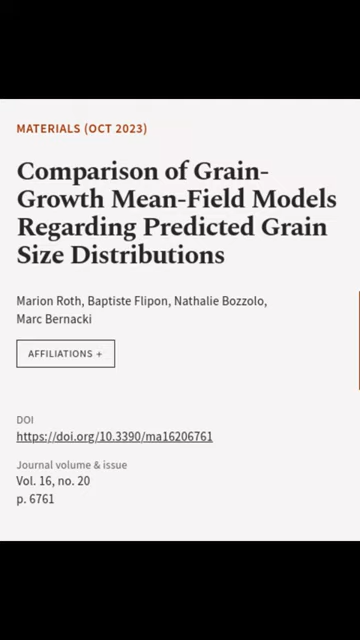 MATERIALS (OCT 2023)
Comparison of Grain-
Growth Mean-Field Models
Regarding Predicted Grain
Size Distributions
Marion Roth, Baptiste Flipon, Nathalie Bozzolo,
Marc Bernacki
AFFILIATIONS +
DOI
https://doi.org/10.3390/ma16206761
Journal volume & issue
Vol. 16, no. 20
p. 6761